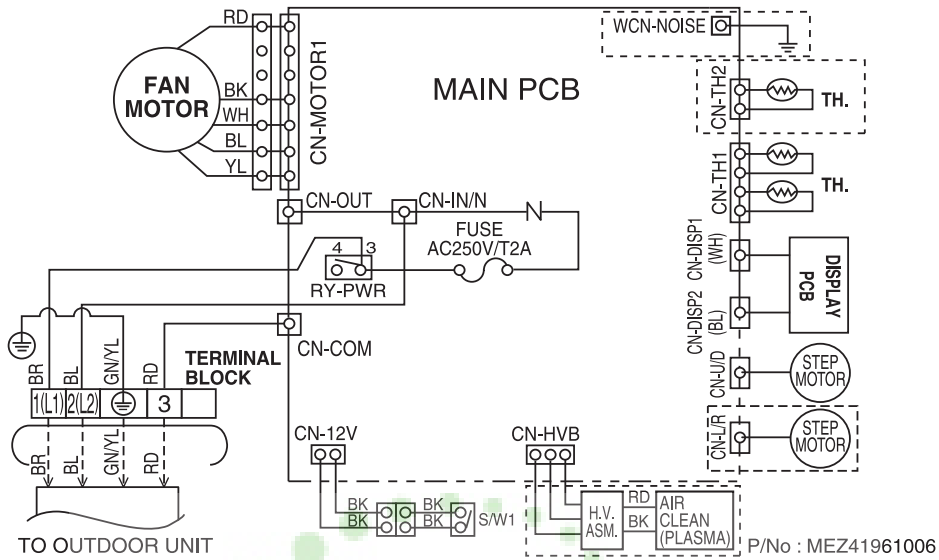 RD
WCN-NOISE
FAN
MOTOR
BK
WH
BL
YL
CN-MOTOR1
MAIN PCB
CN-TH2
TH.
CN-TH1
TH.
CN-OUT
CN-IN/N
N
FUSE
AC250V/T2A
4 3
RY-PWR
CN-DISP1
(WH)
DISPLAY
PCB
CN-DISP2
(BL)
CN-COM
TERMINAL
BLOCK
BR
BL
GN/YL
RD
1(L1) 2(L2) 3
CN-U/D
STEP
MOTOR
CN-L/R
STEP
MOTOR
BR
BL
GN/YL
RD
CN-12V
CN-HVB
BK BK
BK BK
S/W1
H.V.
ASM.
RD
BK
AIR
CLEAN
(PLASMA)
TO OUTDOOR UNIT
P/No : MEZ41961006